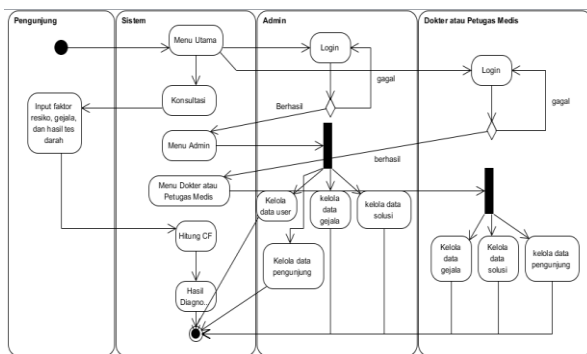 Pengunjung
Sistem
Admin
Dokter atau Petugas Medis
Menu Utama
Login
gagal
Login
gagal
Konsultasi
Input faktor
resiko, gejala,
dan hasil tes
darah
Berhasil
Menu Admin
berhasil
Menu Dokter atau
Petugas Medis
Kelola
data user
kelola
data
gejala
kelola
data
solusi
Hitung CF
Kelola data
pengunjung
Kelola
data
gejala
Kelola
data
solusi
kelola data
pengunjung
Hasil
Diagno...